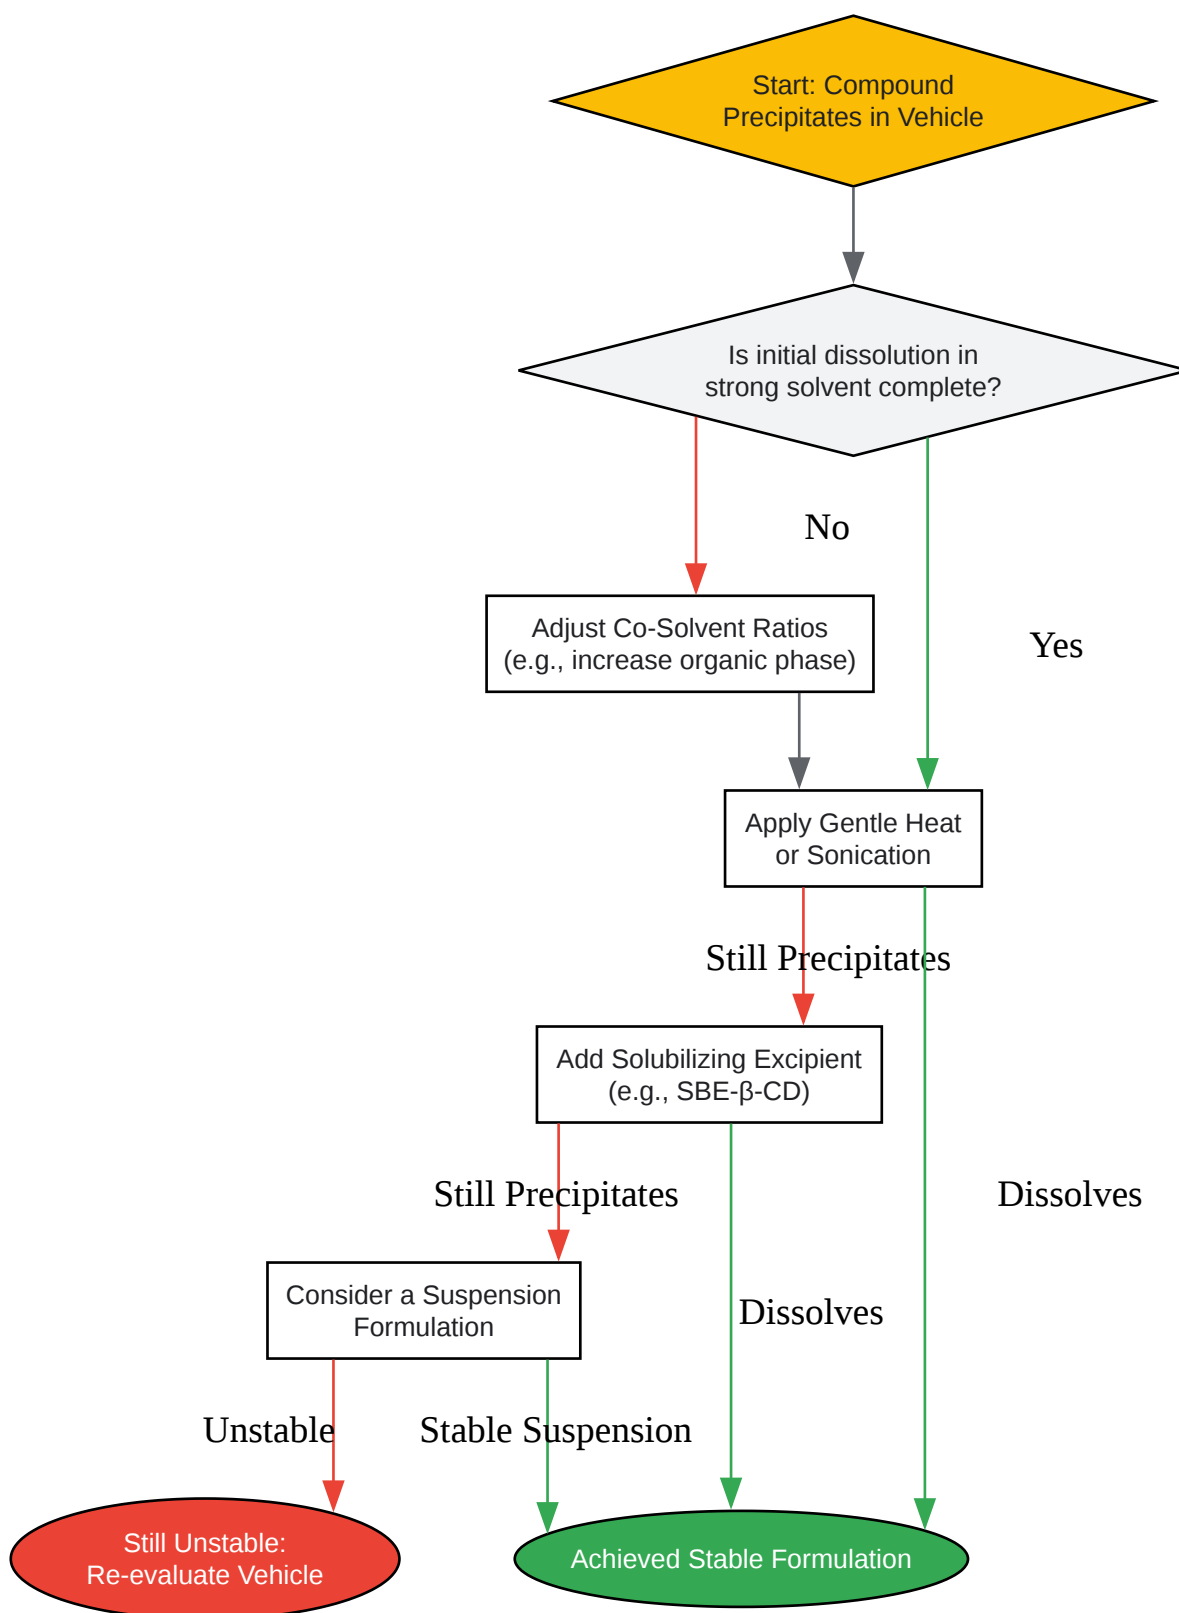 Start: Compound
Precipitates in Vehicle
Is initial dissolution in
strong solvent complete?
No
Adjust Co-Solvent Ratios
(e.g., increase organic phase)
Yes
Apply Gentle Heat
or Sonication
Still Precipitates
Add Solubilizing Excipient
(e.g., SBE-β-CD)
Still Precipitates
Dissolves
Consider a Suspension
Formulation
Dissolves
Unstable
Stable Suspension
Still Unstable:
Re-evaluate Vehicle
Achieved Stable Formulation